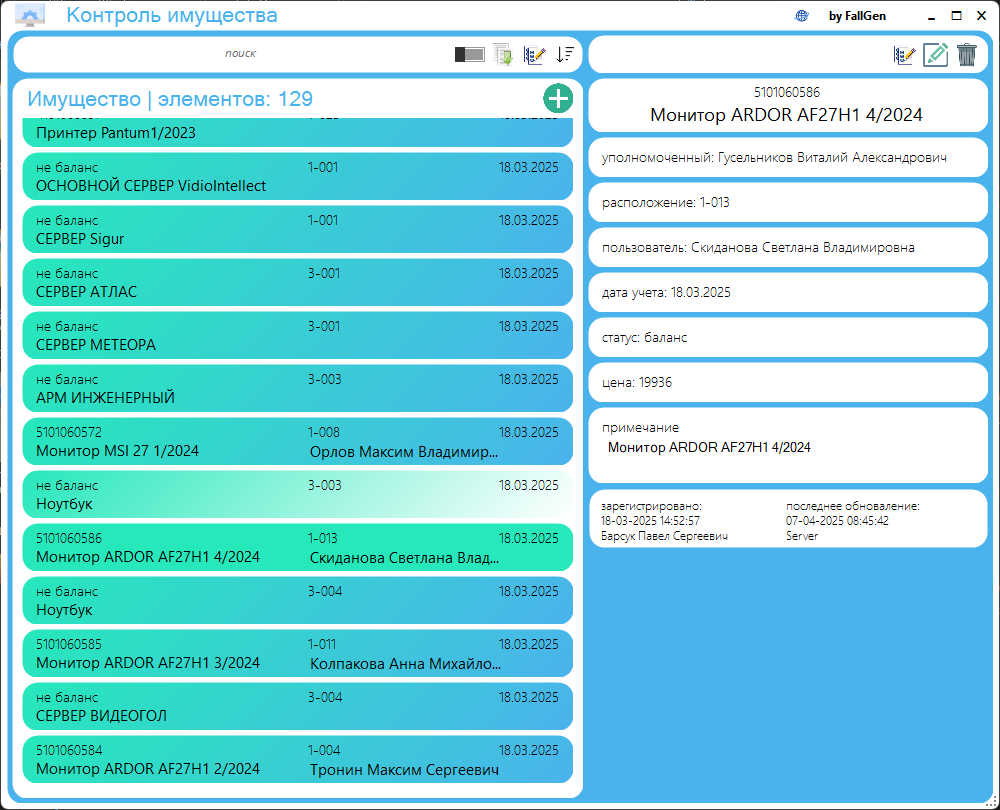 Контроль имущества
by FallGen
поиск
Имущество | элементов: 129
Принтер Pantum1/2023
не баланс 1-001 18.03.2025
ОСНОВНОЙ СЕРВЕР VidioIntellect
не баланс 1-001 18.03.2025
СЕРВЕР Sigur
не баланс 3-001 18.03.2025
СЕРВЕР АТЛАС
не баланс 3-001 18.03.2025
СЕРВЕР МЕТЕОРА
не баланс 3-003 18.03.2025
АРМ ИНЖЕНЕРНЫЙ
5101060572 1-008 18.03.2025
Монитор MSI 27 1/2024 Орлов Максим Владимир...
не баланс 3-003 18.03.2025
Ноутбук
5101060586 1-013 18.03.2025
Монитор ARDOR AF27H1 4/2024 Скиданова Светлана Влад...
не баланс 3-004 18.03.2025
Ноутбук
5101060585 1-011 18.03.2025
Монитор ARDOR AF27H1 3/2024 Колпакова Анна Михайло...
не баланс 3-004 18.03.2025
СЕРВЕР ВИДЕОГОЛ
5101060584 1-004 18.03.2025
Монитор ARDOR AF27H1 2/2024 Тронин Максим Сергеевич
5101060586
Монитор ARDOR AF27H1 4/2024
уполномоченный: Гусельников Виталий Александрович
расположение: 1-013
пользователь: Скиданова Светлана Владимировна
дата учета: 18.03.2025
статус: баланс
цена: 19936
примечание
Монитор ARDOR AF27H1 4/2024
зарегистрировано: последнее обноваление:
18-03-2025 14:52:57 07-04-2025 08:45:42
Барсук Павел Сергеевич Server